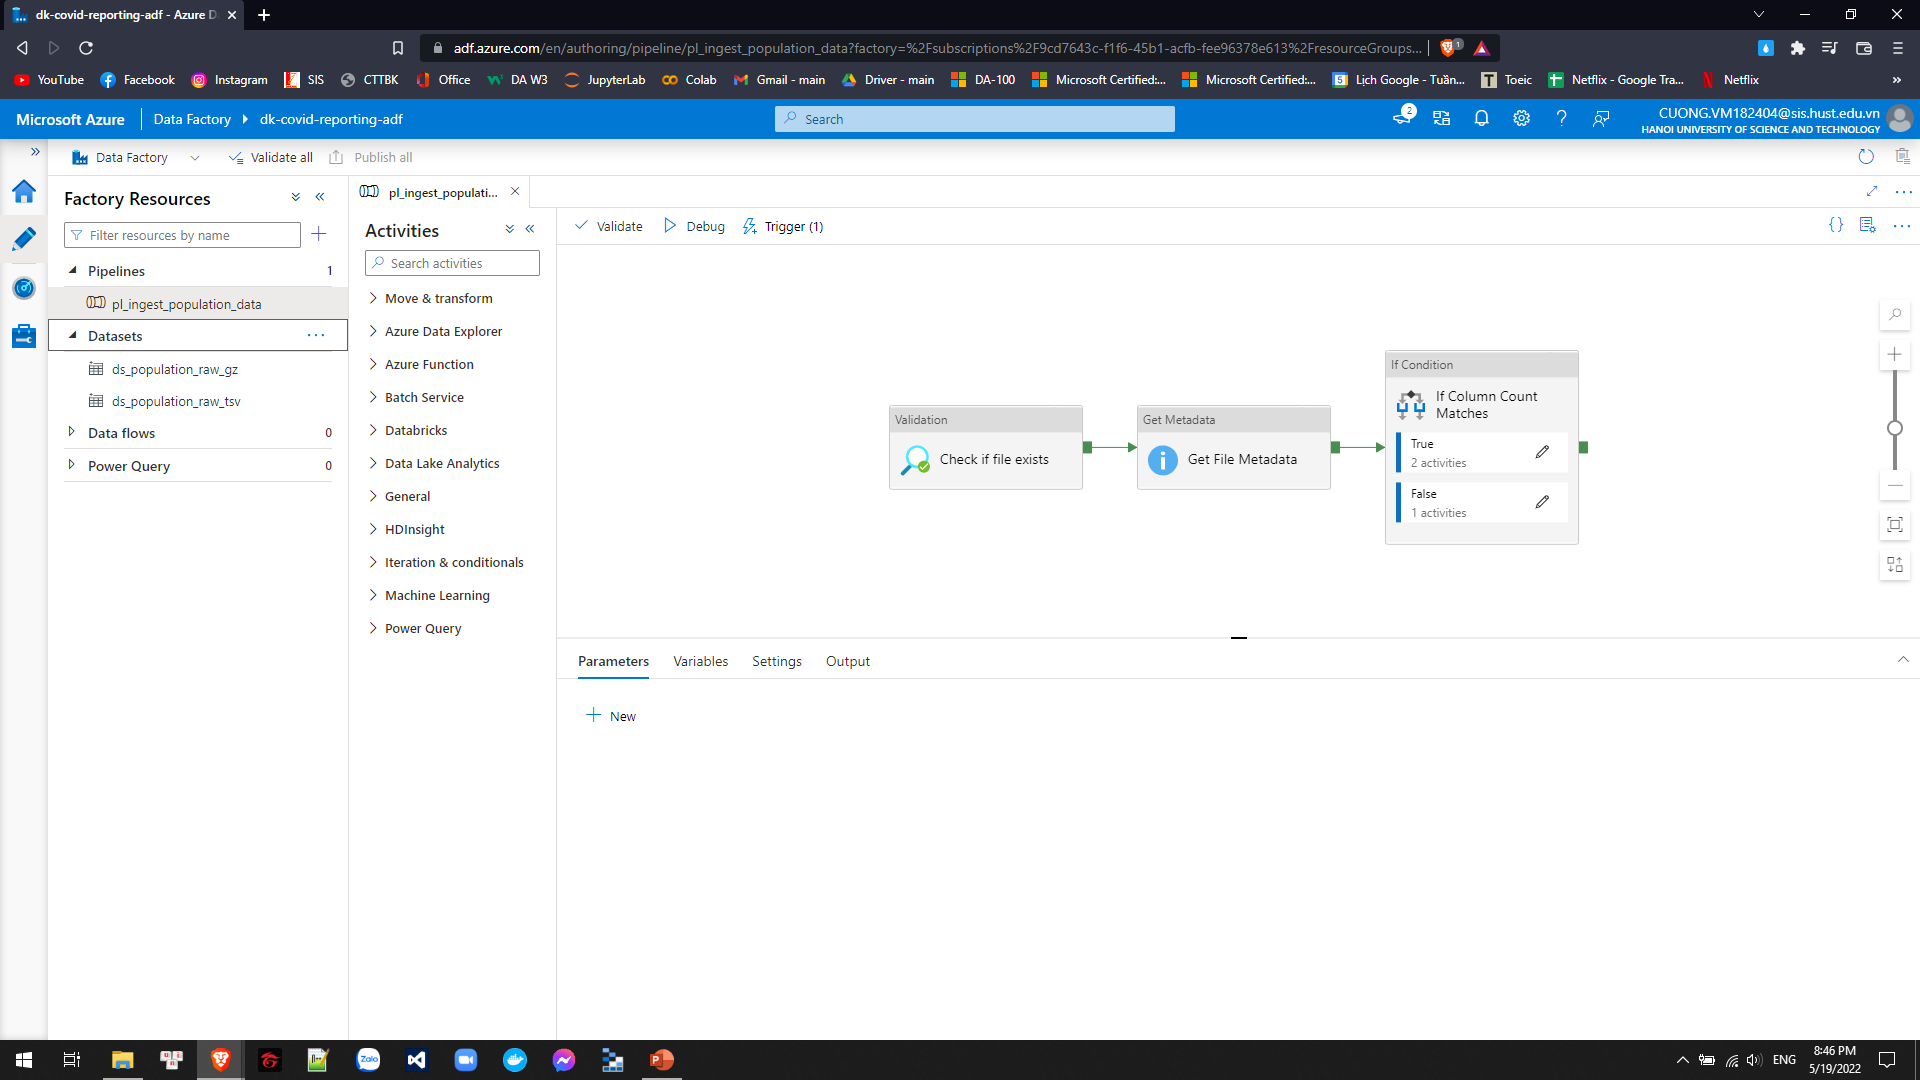 dk-covid-reporting-adf - Azure D
adf.azure.com/en/authoring/pipeline/pl_ingest_population_data?factory=%2Fsubscriptions%2F9cd7643c-f1f6-45b1-acfb-fee96378e613%2FresourceGroups...
1
YouTube Facebook Instagram SIS CTTBK Office DA W3 JupyterLab Colab Gmail - main Driver - main DA-100 Microsoft Certified:... Microsoft Certified:... Lịch Google - Tuần... Toeic Netflix - Google Tra... Netflix
Microsoft Azure Data Factory dk-covid-reporting-adf
Search
2
CUONG.VM182404@sis.hust.edu.vn
HANOI UNIVERSITY OF SCIENCE AND TECHNOLOGY
Data Factory Validate all Publish all
Factory Resources
Filter resources by name
Pipelines 1
pl_ingest_population_data
Datasets
ds_population_raw_gz
ds_population_raw_tsv
Data flows 0
Power Query 0
pl_ingest_populati...
Activities
Search activities
Move & transform
Azure Data Explorer
Azure Function
Batch Service
Databricks
Data Lake Analytics
General
HDInsight
Iteration & conditionals
Machine Learning
Power Query
Validate Debug Trigger (1)
Validation
Check if file exists
Get Metadata
Get File Metadata
If Condition
If Column Count
Matches
True
2 activities
False
1 activities
Parameters Variables Settings Output
New
Zalo
ENG
8:46 PM
5/19/2022